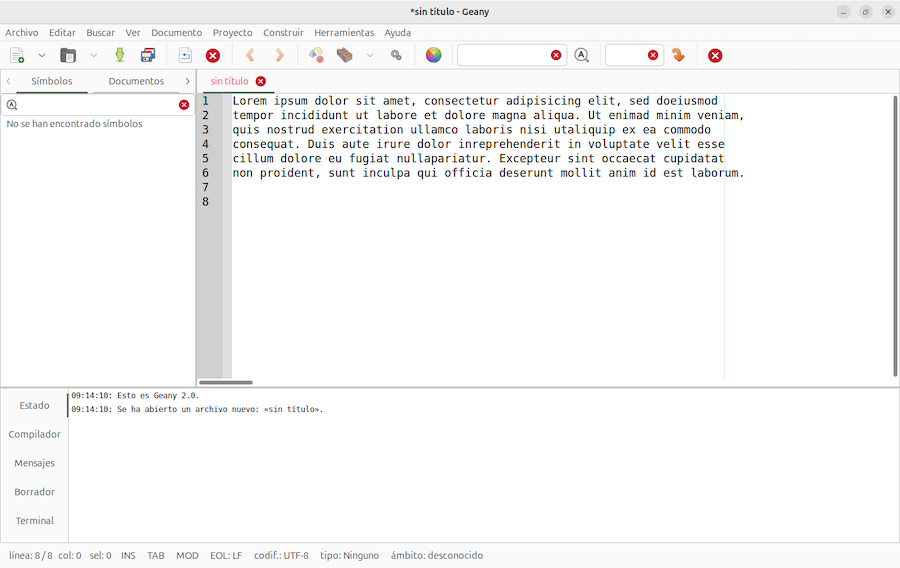 *sin título - Geany
Archivo Editar Buscar Ver Documento Proyecto Construir Herramientas Ayuda
Símbolos Documentos
sin título
No se han encontrado símbolos
1 Lorem ipsum dolor sit amet, consectetur adipisicing elit, sed doeiusmod
2 tempor incididunt ut labore et dolore magna aliqua. Ut enimad minim veniam,
3 quis nostrud exercitation ullamco laboris nisi utaliquip ex ea commodo
4 consequat. Duis aute irure dolor inreprehenderit in voluptate velit esse
5 cillum dolore eu fugiat nullapariatur. Excepteur sint occaecat cupidatat
6 non proident, sunt inculpa qui officia deserunt mollit anim id est laborum.
7
8
Estado
Compilador
Mensajes
Borrador
Terminal
09:14:10: Esto es Geany 2.0.
09:14:10: Se ha abierto un archivo nuevo: «sin título».
línea: 8 / 8 col: 0 sel: 0 INS TAB MOD EOL: LF codif.: UTF-8 tipo: Ninguno ámbito: desconocido